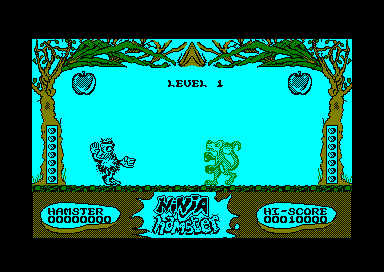 LEVEL 1
HAMSTER
00000000
NINJA
HAMSTER
HI-SCORE
00010000